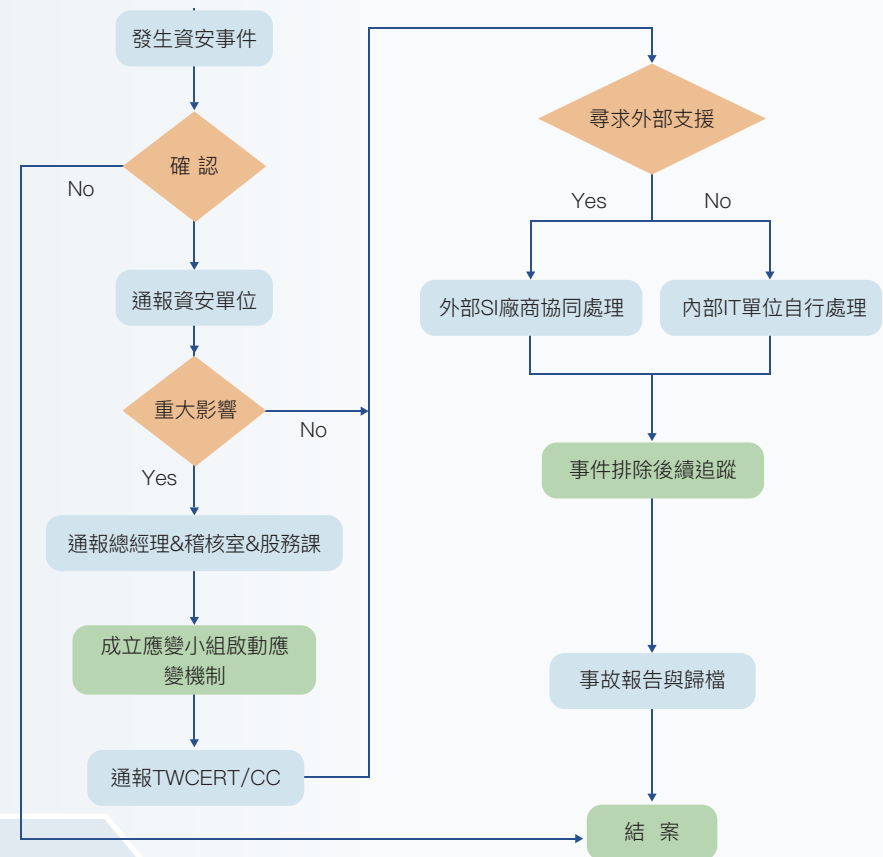 發生資安事件
確 認
No
通報資安單位
重大影響
No
Yes
通報總經理&稽核室&股務課
成立應變小組啟動應
變機制
通報TWCERT/CC
尋求外部支援
Yes
No
外部SI廠商協同處理
內部IT單位自行處理
事件排除後續追蹤
事故報告與歸檔
結 案